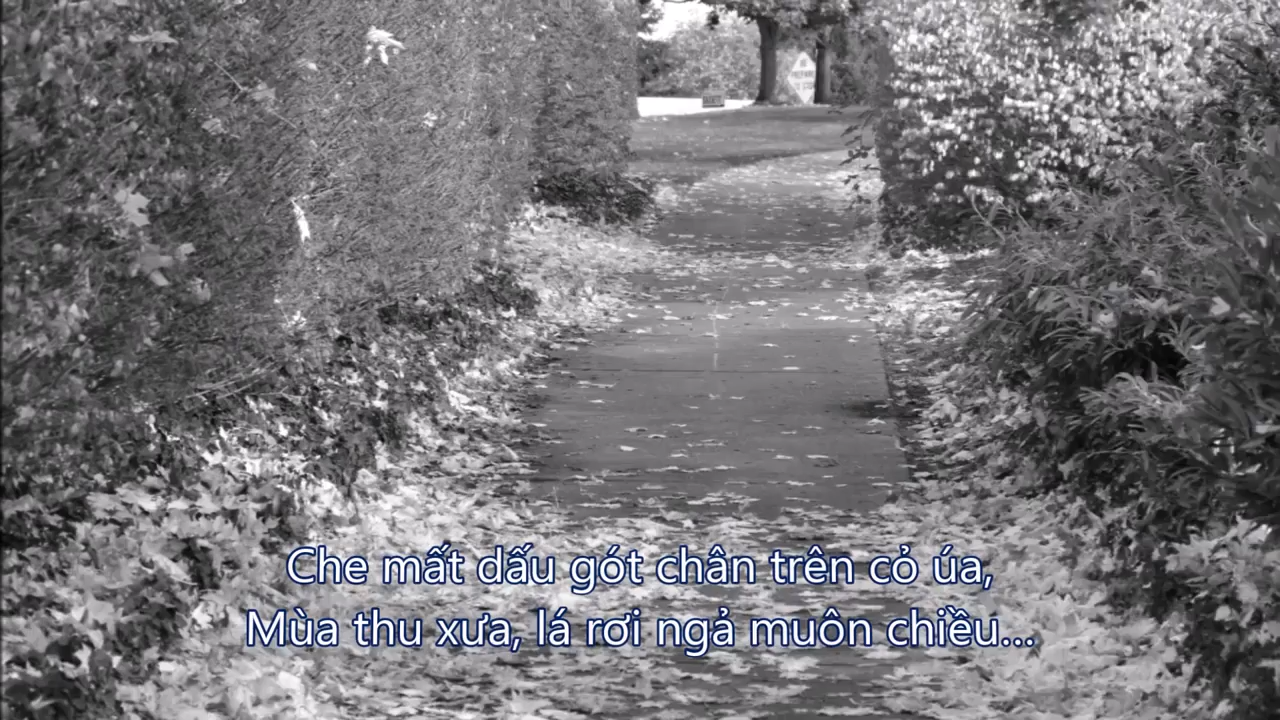 Che mất dấu gót chân trên cỏ úa,
Mùa thu xưa, lá rơi ngả muôn chiều...